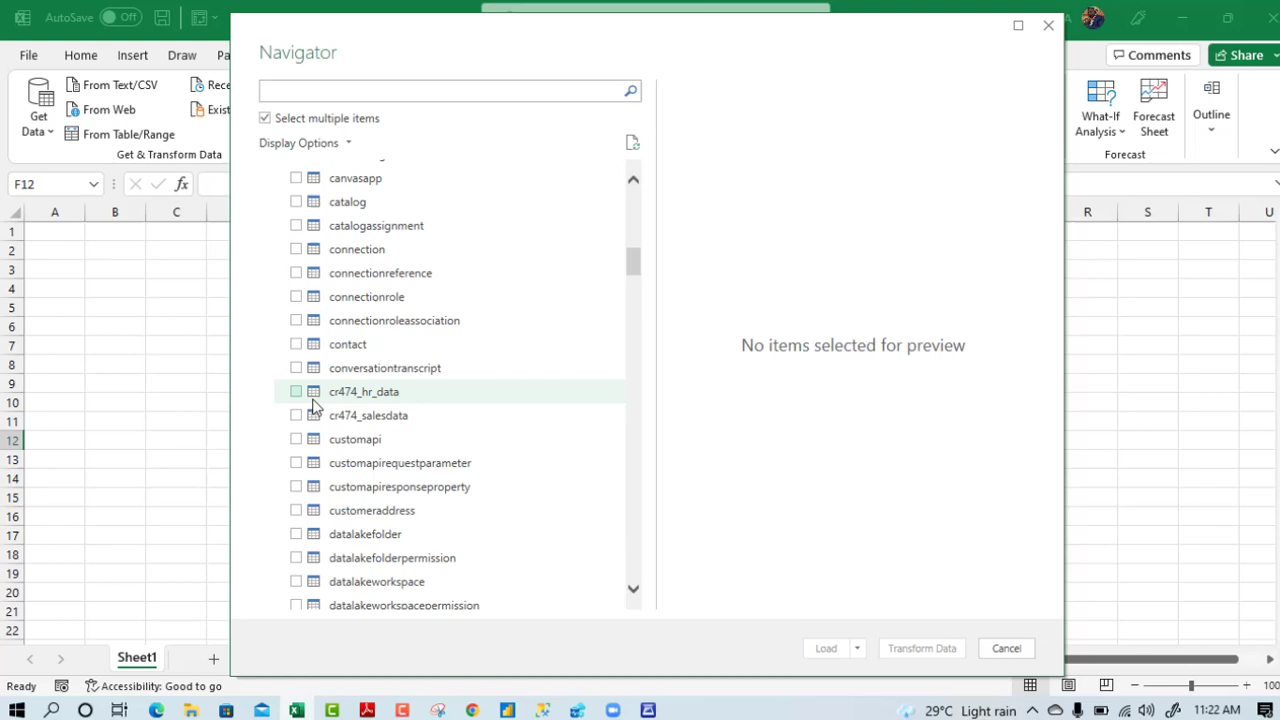 AutoSave Off
File Home Insert Draw Pa
Comments Share
Get Data
From Text/CSV
From Web
From Table/Range
Rece
Exist
Get & Transform Data
What-If Analysis
Forecast Sheet
Outline
Forecast
F12
fx
A B C
R S T U
1
2
3
4
5
6
7
8
9
10
11
12
13
14
15
16
17
18
19
20
21
22
Navigator
Select multiple items
Display Options
canvasapp
catalog
catalogassignment
connection
connectionreference
connectionrole
connectionroleassociation
contact
conversationtranscript
cr474_hr_data
cr474_salesdata
customapi
customapirequestparameter
customapiresponseproperty
customeraddress
datalakefolder
datalakefolderpermission
datalakeworkspace
datalakeworkspacepermission
No items selected for preview
Load Transform Data Cancel
Sheet1
Ready Accessibility: Good to go
100
29°C Light rain 11:22 AM